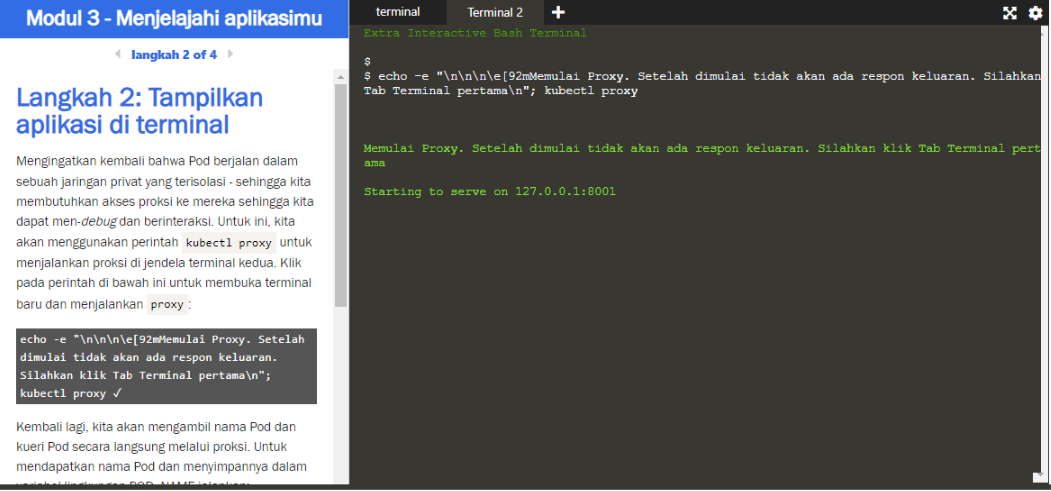 Modul 3 - Menjelajahi aplikasimu
langkah 2 of 4
Langkah 2: Tampilkan
aplikasi di terminal
Mengingatkan kembali bahwa Pod berjalan dalam
sebuah jaringan privat yang terisolasi - sehingga kita
membutuhkan akses proksi ke mereka sehingga kita
dapat men-debug dan berinteraksi. Untuk ini, kita
akan menggunakan perintah kubectl proxy untuk
menjalankan proksi di jendela terminal kedua. Klik
pada perintah di bawah ini untuk membuka terminal
baru dan menjalankan proxy :
echo -e "\n\n\n\e[92mMemulai Proxy. Setelah
dimulai tidak akan ada respon keluaran.
Silahkan klik Tab Terminal pertama\n";
kubectl proxy ✓
Kembali lagi, kita akan mengambil nama Pod dan
kueri Pod secara langsung melalui proksi. Untuk
mendapatkan nama Pod dan menyimpannya dalam
variabel lingkungan POD_NAME jalankan:
terminal
Terminal 2
Extra Interactive Bash Terminal
$
$ echo -e "\n\n\n\e[92mMemulai Proxy. Setelah dimulai tidak akan ada respon keluaran. Silahkan
Tab Terminal pertama\n"; kubectl proxy
Memulai Proxy. Setelah dimulai tidak akan ada respon keluaran. Silahkan klik Tab Terminal pert
ama
Starting to serve on 127.0.0.1:8001